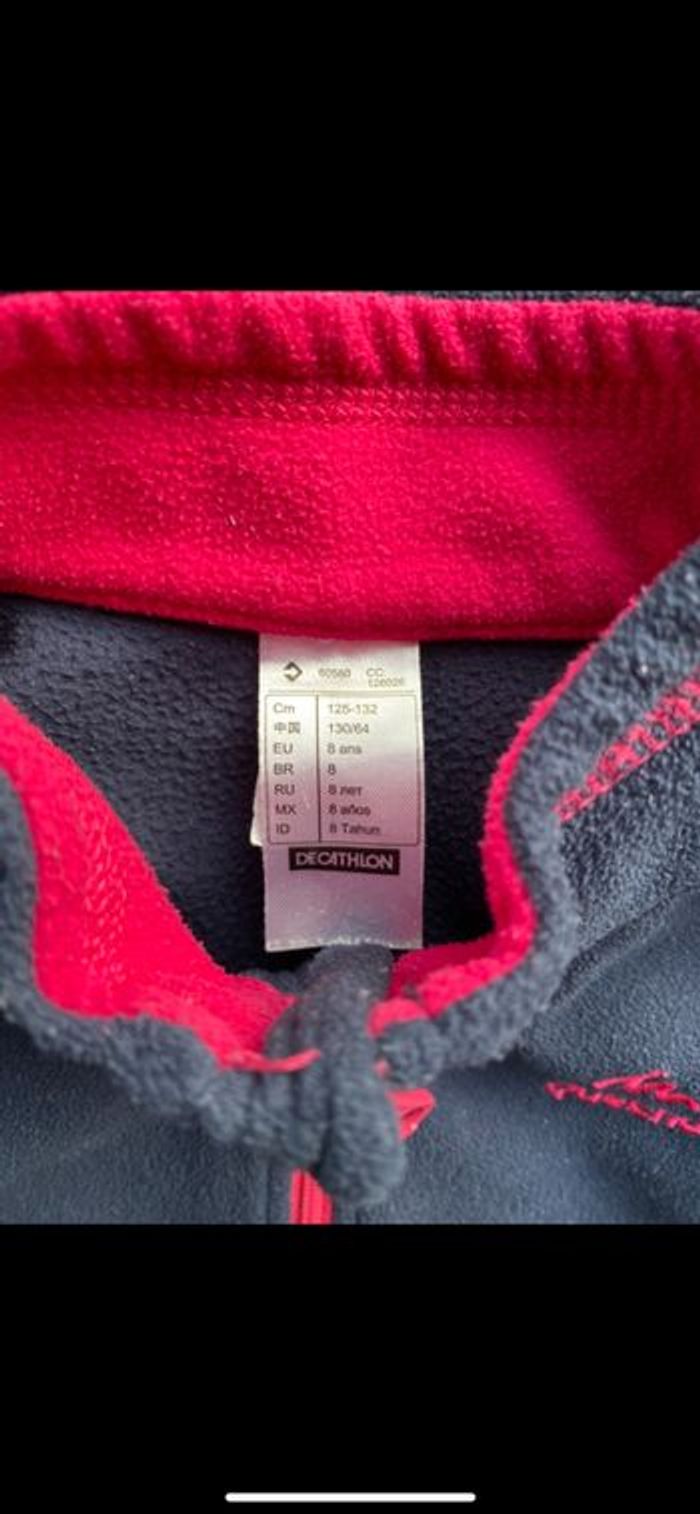 60580 CC:
Cm 125-132
中国 130/64
EU 8 ans
BR 8
RU 8 лет
MX 8 años
ID 8 Tahun
DECATHLON